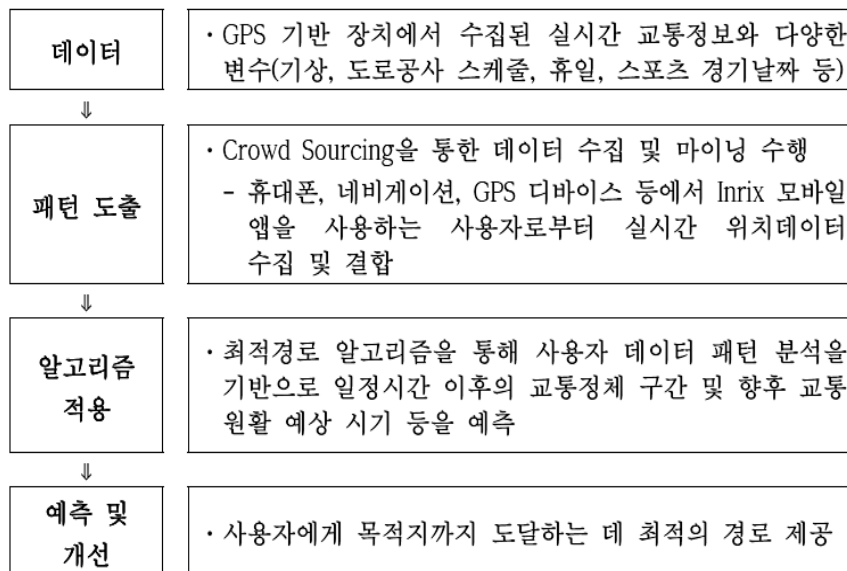 데이터
· GPS 기반 장치에서 수집된 실시간 교통정보와 다양한
변수(기상, 도로공사 스케줄, 휴일, 스포츠 경기날짜 등)
⇓
패턴 도출
· Crowd Sourcing을 통한 데이터 수집 및 마이닝 수행
- 휴대폰, 네비게이션, GPS 디바이스 등에서 Inrix 모바일
앱을 사용하는 사용자로부터 실시간 위치데이터
수집 및 결합
⇓
알고리즘
적용
· 최적경로 알고리즘을 통해 사용자 데이터 패턴 분석을
기반으로 일정시간 이후의 교통정체 구간 및 향후 교통
원활 예상 시기 등을 예측
⇓
예측 및
개선
· 사용자에게 목적지까지 도달하는 데 최적의 경로 제공